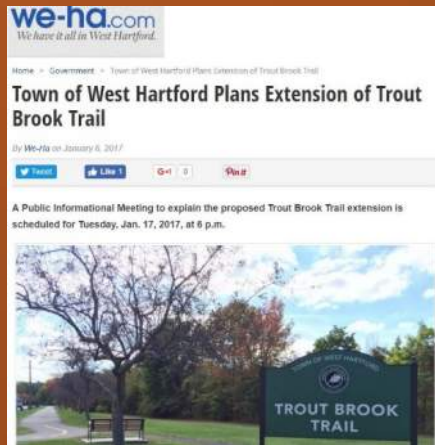 we-ha.com
We have it all in West Hartford.
Home > Government > Town of West Hartford Plans Extension of Trout Brook Trail
Town of West Hartford Plans Extension of Trout
Brook Trail
By We-Ha on January 6, 2017
Tweet Like 1 G+1 0 Pin it
A Public Informational Meeting to explain the proposed Trout Brook Trail extension is
scheduled for Tuesday, Jan. 17, 2017, at 6 p.m.
TOWN OF WEST HARTFORD
TROUT BROOK
TRAIL